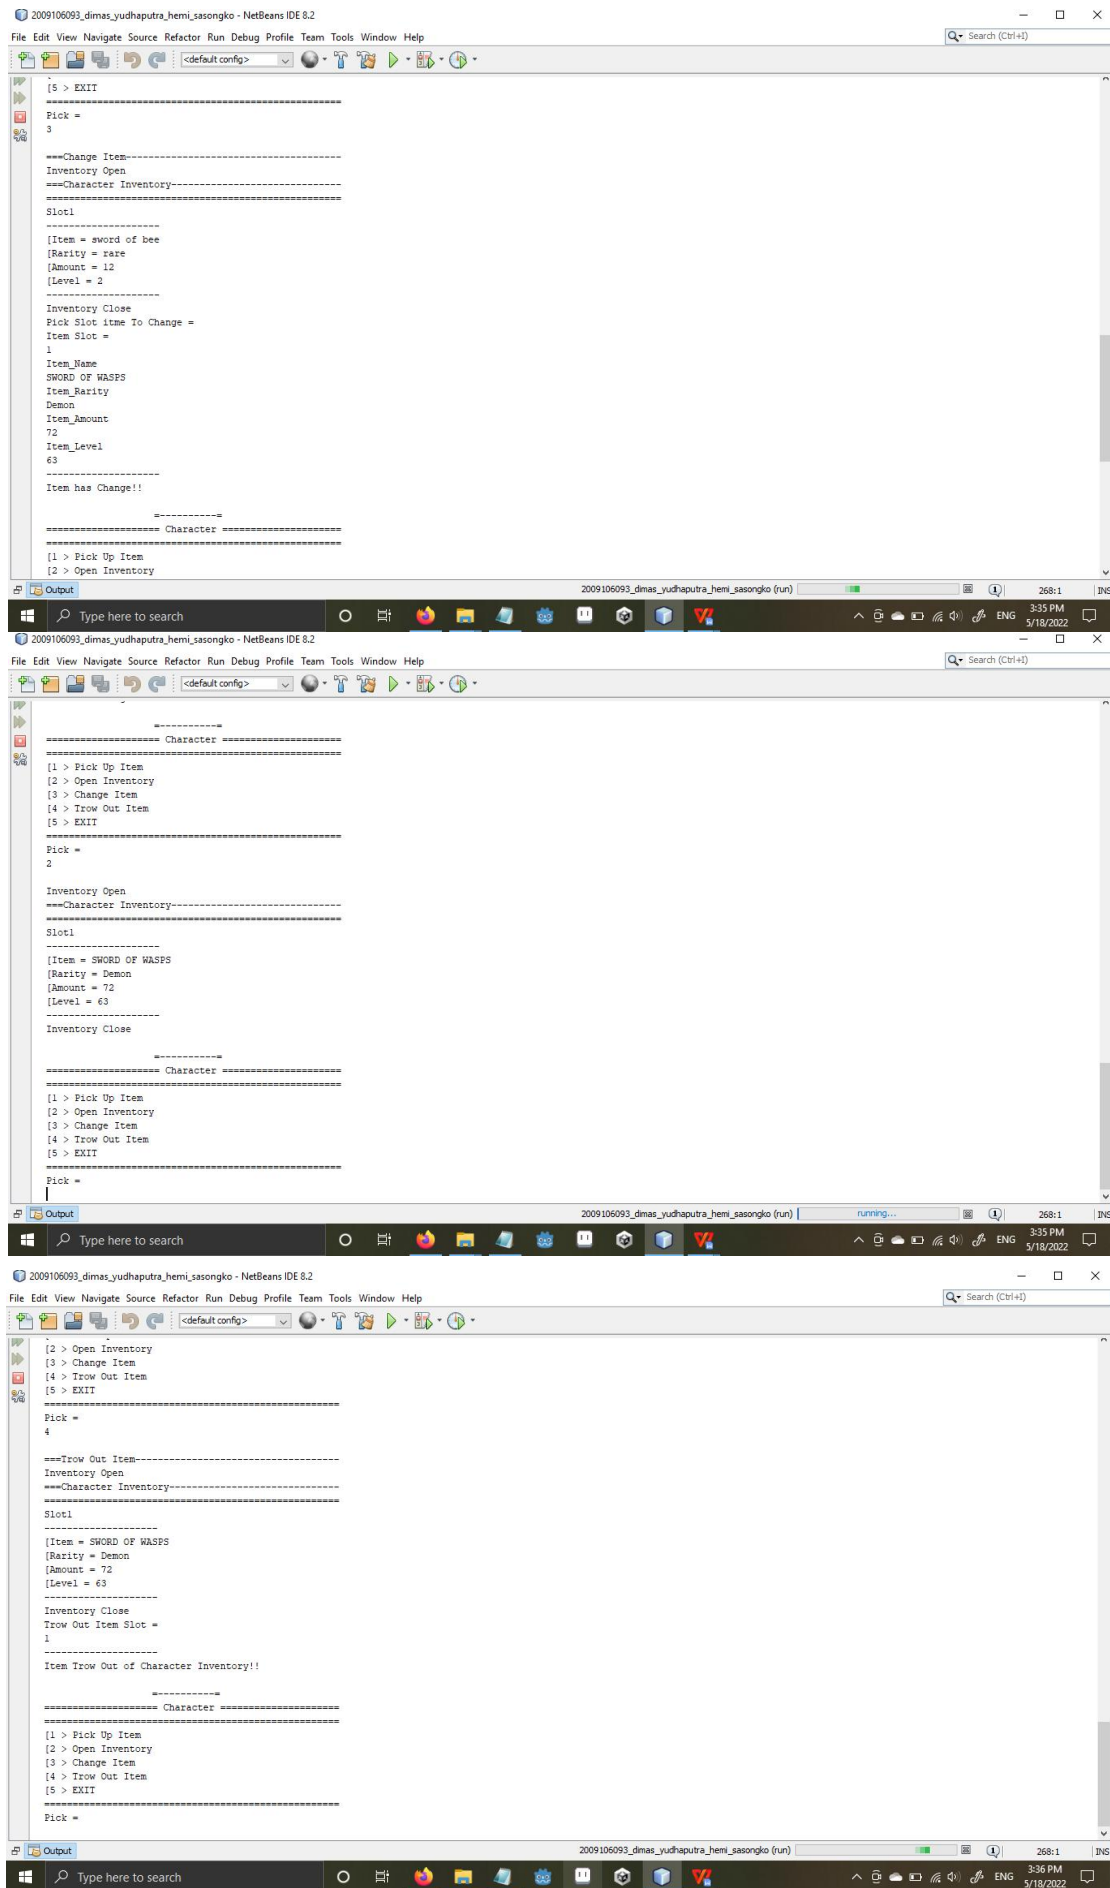 2009106093_dimas_yudhaputra_hemi_sasongko - NetBeans IDE 8.2
File Edit View Navigate Source Refactor Run Debug Profile Team Tools Window Help
Search (Ctrl+I)
<default config>
[5 > EXIT
====================================================
Pick =
3
===Change Item--------------------------------------
Inventory Open
===Character Inventory------------------------------
====================================================
Slot1
--------------------
[Item = sword of bee
[Rarity = rare
[Amount = 12
[Level = 2
--------------------
Inventory Close
Pick Slot itme To Change =
Item Slot =
1
Item_Name
SWORD OF WASPS
Item_Rarity
Demon
Item_Amount
72
Item_Level
63
--------------------
Item has Change!!
=----------=
==================== Character =====================
====================================================
[1 > Pick Up Item
[2 > Open Inventory
Output
2009106093_dimas_yudhaputra_hemi_sasongko (run)
1
268:1
INS
Type here to search
ENG
3:35 PM
5/18/2022
2009106093_dimas_yudhaputra_hemi_sasongko - NetBeans IDE 8.2
File Edit View Navigate Source Refactor Run Debug Profile Team Tools Window Help
Search (Ctrl+I)
<default config>
=----------=
==================== Character =====================
====================================================
[1 > Pick Up Item
[2 > Open Inventory
[3 > Change Item
[4 > Trow Out Item
[5 > EXIT
====================================================
Pick =
2
Inventory Open
===Character Inventory------------------------------
====================================================
Slot1
--------------------
[Item = SWORD OF WASPS
[Rarity = Demon
[Amount = 72
[Level = 63
--------------------
Inventory Close
=----------=
==================== Character =====================
====================================================
[1 > Pick Up Item
[2 > Open Inventory
[3 > Change Item
[4 > Trow Out Item
[5 > EXIT
====================================================
Pick =
Output
2009106093_dimas_yudhaputra_hemi_sasongko (run)
running...
1
268:1
INS
Type here to search
ENG
3:35 PM
5/18/2022
2009106093_dimas_yudhaputra_hemi_sasongko - NetBeans IDE 8.2
File Edit View Navigate Source Refactor Run Debug Profile Team Tools Window Help
Search (Ctrl+I)
<default config>
[2 > Open Inventory
[3 > Change Item
[4 > Trow Out Item
[5 > EXIT
====================================================
Pick =
4
===Trow Out Item------------------------------------
Inventory Open
===Character Inventory------------------------------
====================================================
Slot1
--------------------
[Item = SWORD OF WASPS
[Rarity = Demon
[Amount = 72
[Level = 63
--------------------
Inventory Close
Trow Out Item Slot =
1
--------------------
Item Trow Out of Character Inventory!!
=----------=
==================== Character =====================
====================================================
[1 > Pick Up Item
[2 > Open Inventory
[3 > Change Item
[4 > Trow Out Item
[5 > EXIT
====================================================
Pick =
Output
2009106093_dimas_yudhaputra_hemi_sasongko (run)
1
268:1
INS
Type here to search
ENG
3:36 PM
5/18/2022